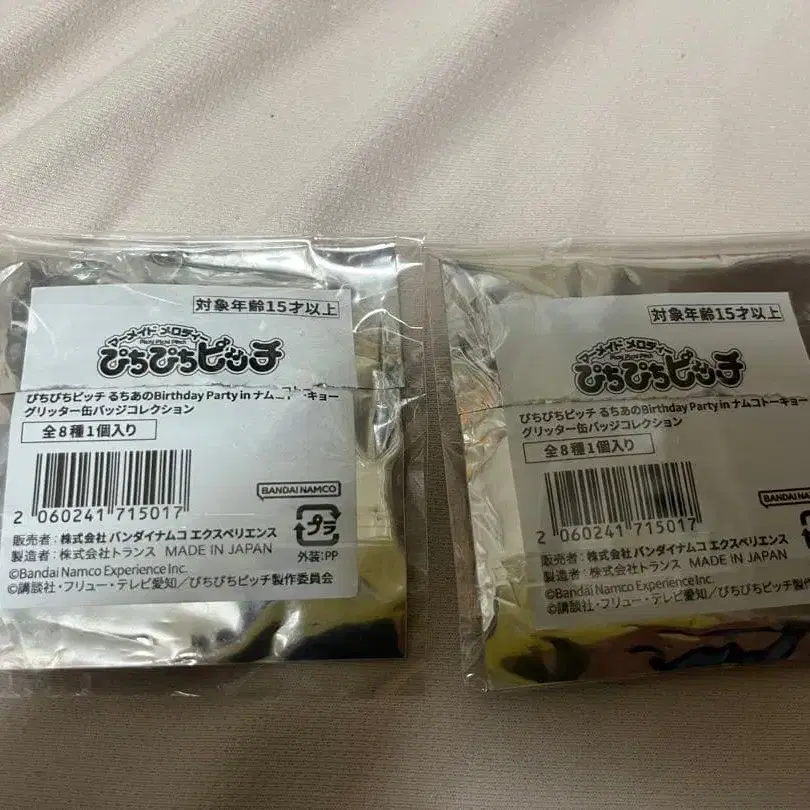 対象年齢15才以上
マーメイド メロディー
Pichi Pichi Pitch
ぴちぴちピッチ
ぴちぴちピッチ るちあのBirthday Party in ナムコトーキョー
グリッター缶バッジコレクション
全8種1個入り
BANDAI NAMCO
2 060241 715017
プラ
外装:PP
販売者:株式会社 バンダイナムコ エクスペリエンス
製造者:株式会社トランス MADE IN JAPAN
©Bandai Namco Experience Inc.
©講談社・フリュー・テレビ愛知/ぴちぴちピッチ製作委員会
対象年齢15才以上
マーメイド メロディー
Pichi Pichi Pitch
ぴちぴちピッチ
ぴちぴちピッチ るちあのBirthday Party in ナムコトーキョー
グリッター缶バッジコレクション
全8種1個入り
BANDAI NAM
2 060241 715017
販売者:株式会社 バンダイナムコ エクスペリエンス
製造者:株式会社トランス MADE IN JAPAN
©Bandai Namco Experience Inc.
©講談社・フリュー・テレビ愛知/ぴちぴちピッチ製作